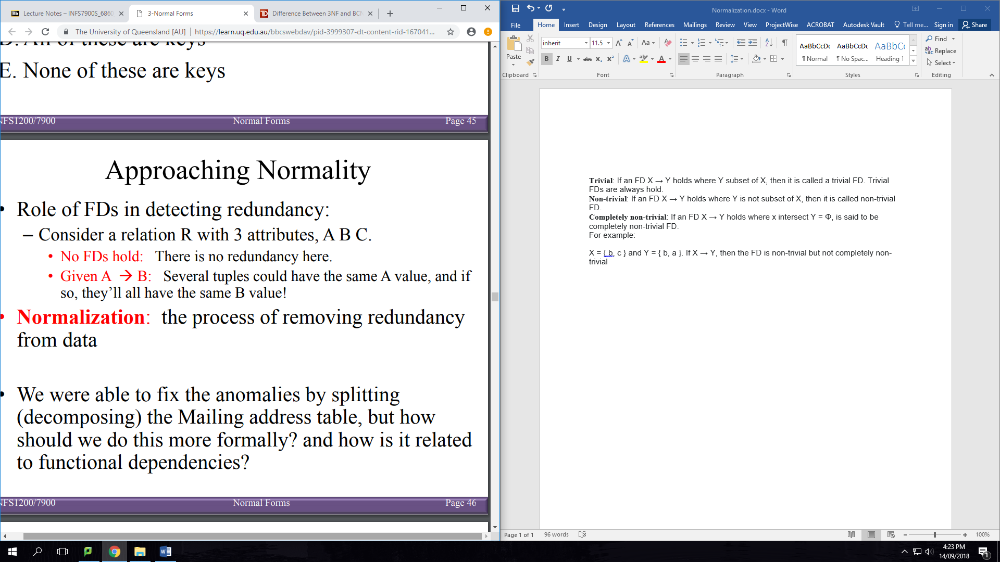 Lecture Notes – INFS7900S_6860
3-Normal Forms
Difference Between 3NF and BCN
The University of Queensland [AU]
https://learn.uq.edu.au/bbcswebdav/pid-3999307-dt-content-rid-167041...
D. All of these are keys
E. None of these are keys
NFS1200/7900 Normal Forms Page 45
Approaching Normality
• Role of FDs in detecting redundancy:
– Consider a relation R with 3 attributes, A B C.
• No FDs hold: There is no redundancy here.
• Given A → B: Several tuples could have the same A value, and if
so, they’ll all have the same B value!
• Normalization: the process of removing redundancy
from data
• We were able to fix the anomalies by splitting
(decomposing) the Mailing address table, but how
should we do this more formally? and how is it related
to functional dependencies?
NFS1200/7900 Normal Forms Page 46
Normalization.docx - Word
File Home Insert Design Layout References Mailings Review View ProjectWise ACROBAT Autodesk Vault Tell me... Sign in Share
Paste
Clipboard
inherit 11.5
Aa
B I U abc x₂ x² A A
Font
Paragraph
AaBbCcDc AaBbCcDc AaBbCc
¶ Normal ¶ No Spac... Heading 1
Styles
Find
Replace
Select
Editing
Trivial: If an FD X → Y holds where Y subset of X, then it is called a trivial FD. Trivial
FDs are always hold.
Non-trivial: If an FD X → Y holds where Y is not subset of X, then it is called non-trivial
FD.
Completely non-trivial: If an FD X → Y holds where x intersect Y = Φ, is said to be
completely non-trivial FD.
For example:
X = { b, c } and Y = { b, a }. If X → Y, then the FD is non-trivial but not completely non-
trivial
Page 1 of 1 96 words
100%
4:23 PM
14/09/2018
1